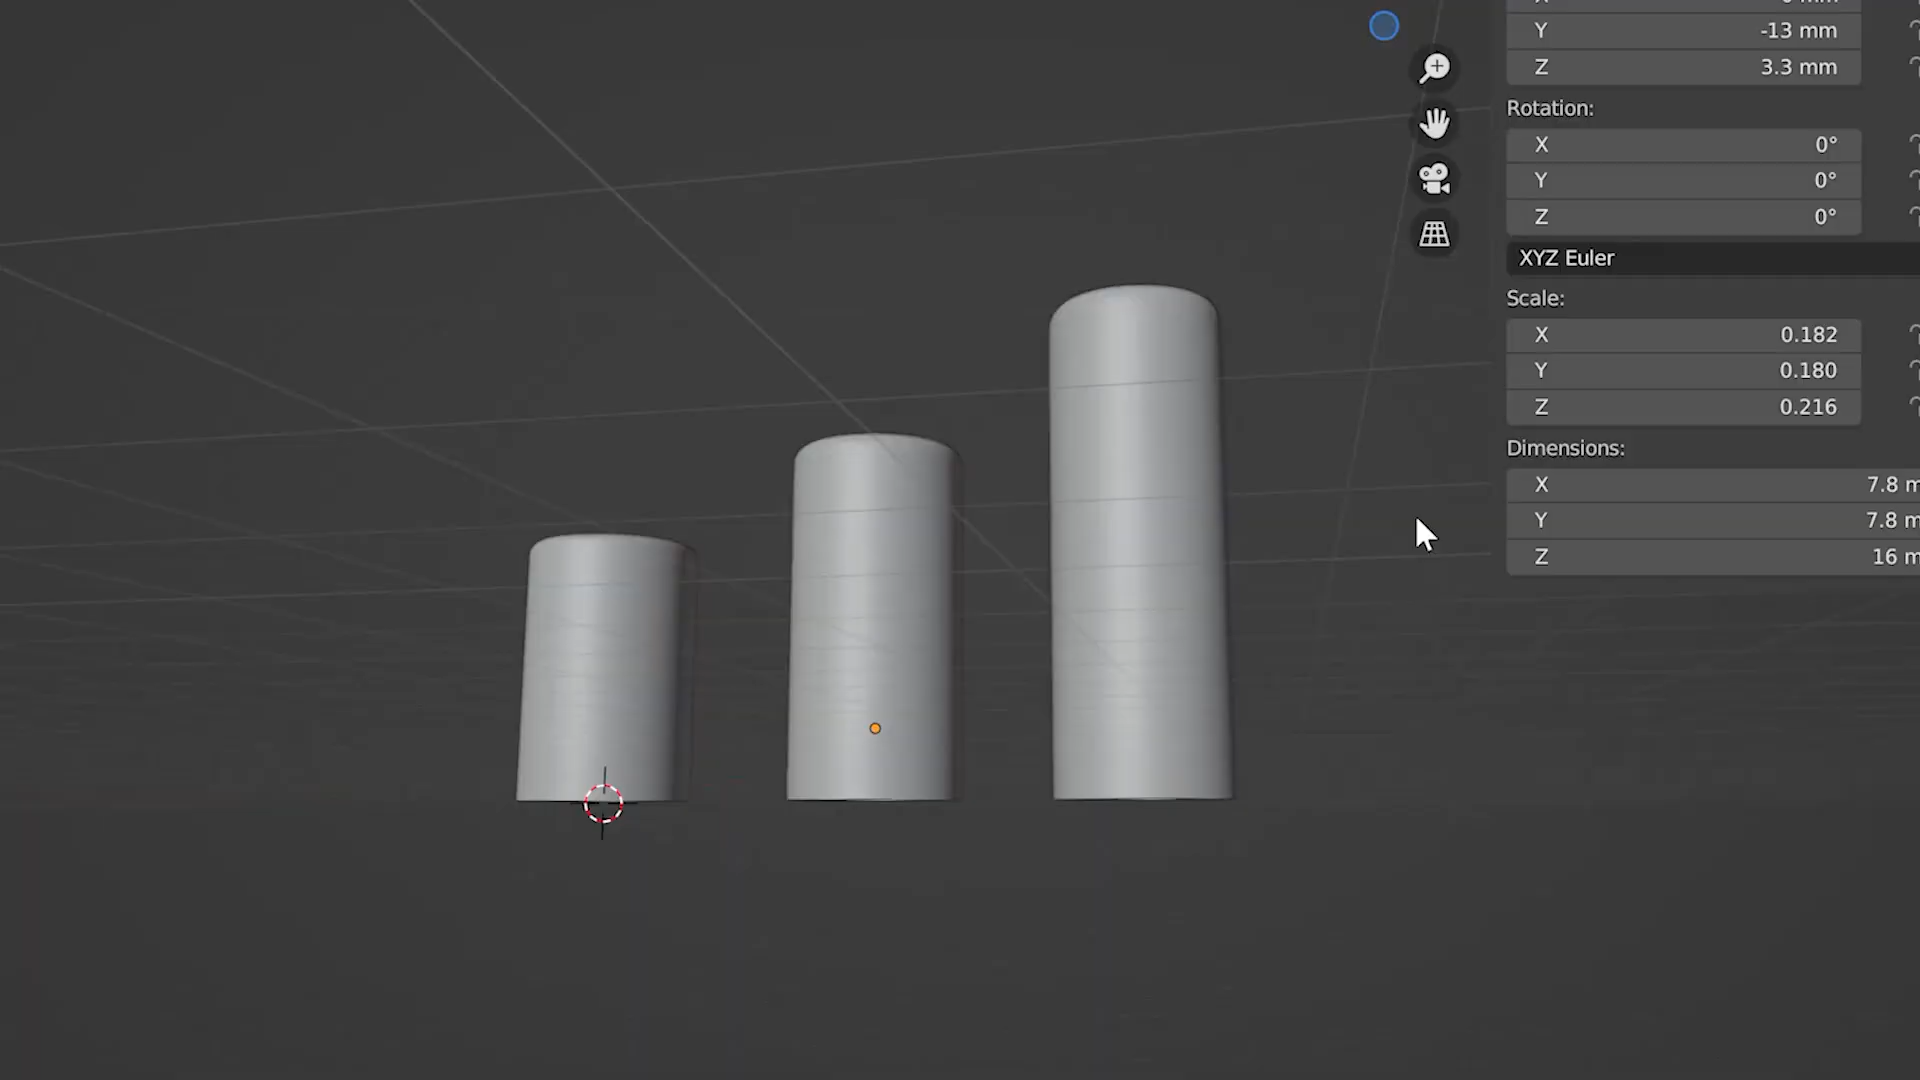 Y -13 mm
Z 3.3 mm
Rotation:
X 0°
Y 0°
Z 0°
XYZ Euler
Scale:
X 0.182
Y 0.180
Z 0.216
Dimensions:
X 7.8 m
Y 7.8 m
Z 16 m